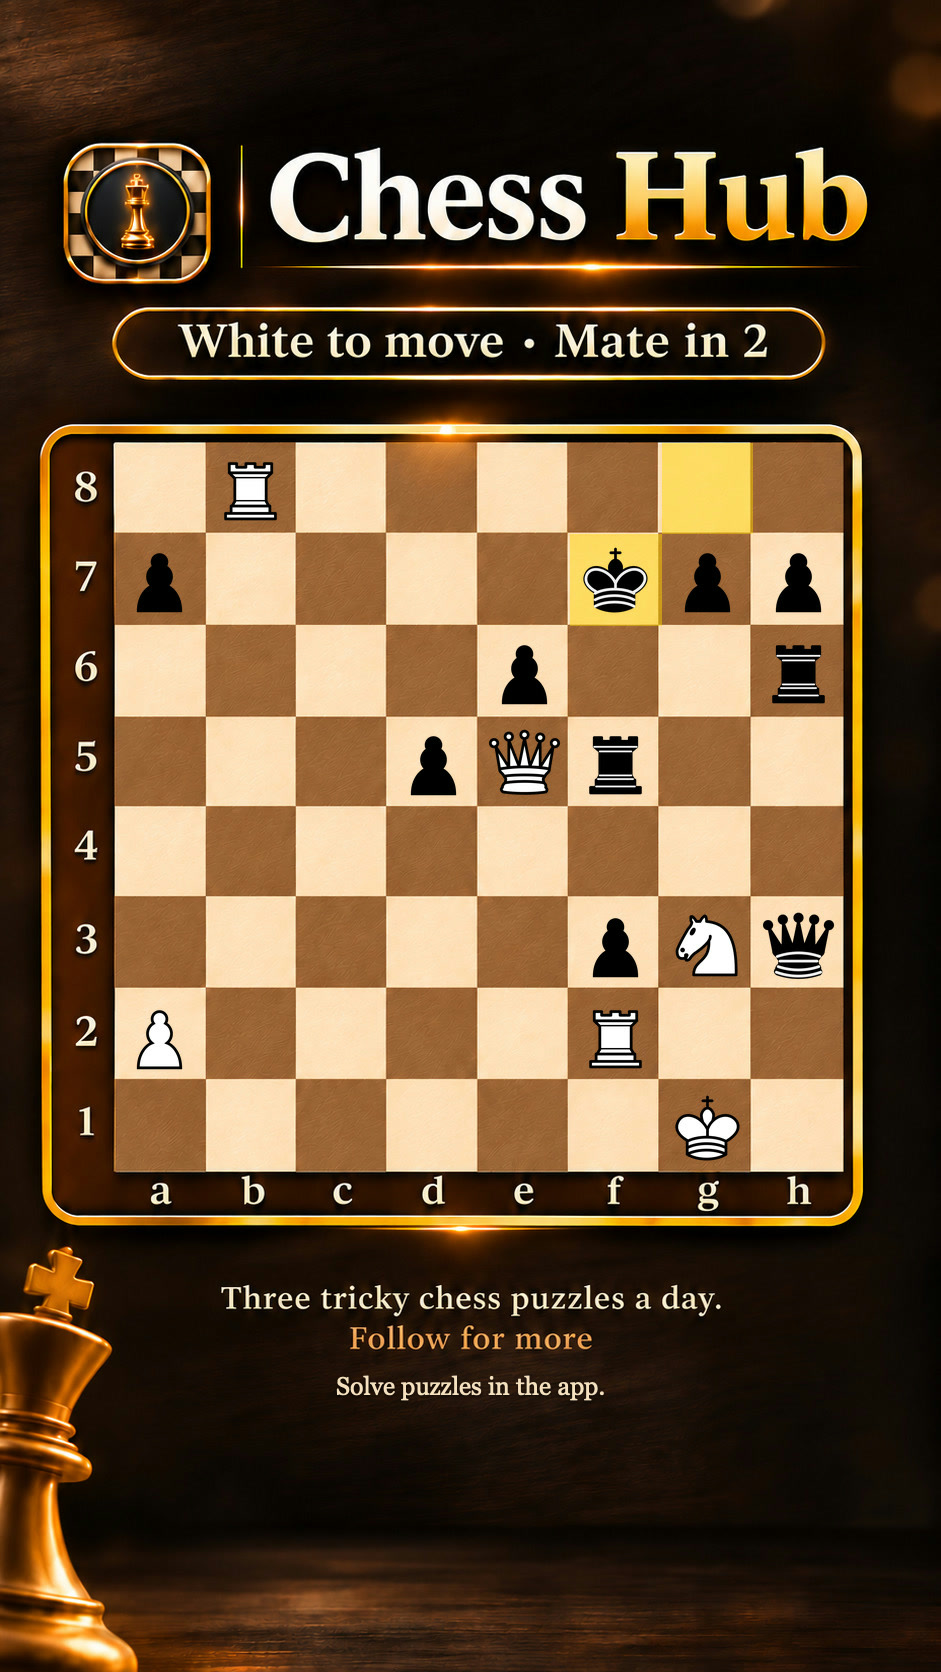 Chess Hub
White to move • Mate in 2
8
7
6
5
4
3
2
1
a b c d e f g h
Three tricky chess puzzles a day.
Follow for more
Solve puzzles in the app.